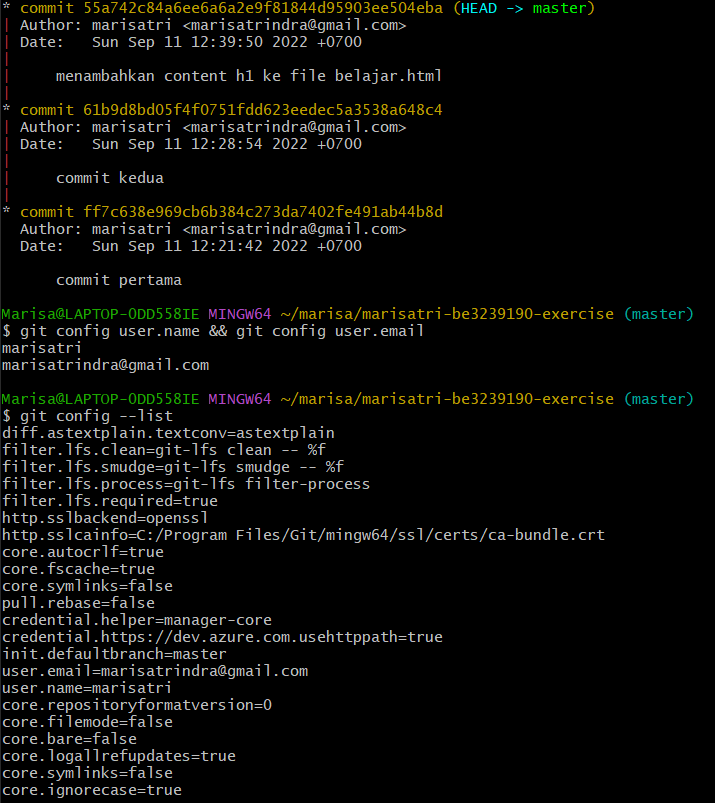 * commit 55a742c84a6ee6a6a2e9f81844d95903ee504eba (HEAD -> master)
| Author: marisatri <marisatrindra@gmail.com>
| Date:   Sun Sep 11 12:39:50 2022 +0700
|
|     menambahkan content h1 ke file belajar.html
|
* commit 61b9d8bd05f4f0751fdd623eedec5a3538a648c4
| Author: marisatri <marisatrindra@gmail.com>
| Date:   Sun Sep 11 12:28:54 2022 +0700
|
|     commit kedua
|
* commit ff7c638e969cb6b384c273da7402fe491ab44b8d
  Author: marisatri <marisatrindra@gmail.com>
  Date:   Sun Sep 11 12:21:42 2022 +0700

      commit pertama

Marisa@LAPTOP-0DD558IE MINGW64 ~/marisa/marisatri-be3239190-exercise (master)
$ git config user.name && git config user.email
marisatri
marisatrindra@gmail.com

Marisa@LAPTOP-0DD558IE MINGW64 ~/marisa/marisatri-be3239190-exercise (master)
$ git config --list
diff.astextplain.textconv=astextplain
filter.lfs.clean=git-lfs clean -- %f
filter.lfs.smudge=git-lfs smudge -- %f
filter.lfs.process=git-lfs filter-process
filter.lfs.required=true
http.sslbackend=openssl
http.sslcainfo=C:/Program Files/Git/mingw64/ssl/certs/ca-bundle.crt
core.autocrlf=true
core.fscache=true
core.symlinks=false
pull.rebase=false
credential.helper=manager-core
credential.https://dev.azure.com.usehttppath=true
init.defaultbranch=master
user.email=marisatrindra@gmail.com
user.name=marisatri
core.repositoryformatversion=0
core.filemode=false
core.bare=false
core.logallrefupdates=true
core.symlinks=false
core.ignorecase=true